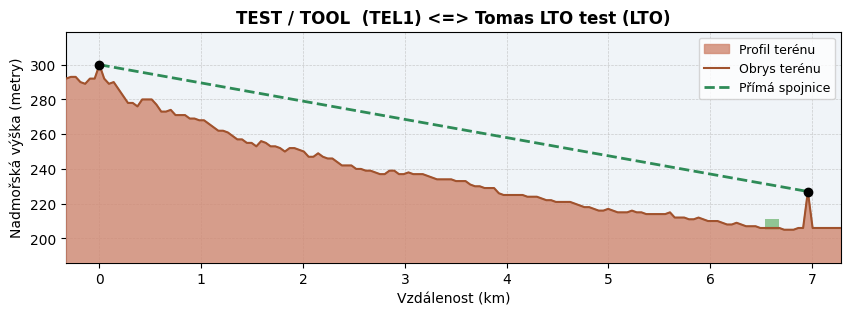 TEST / TOOL  (TEL1) <=> Tomas LTO test (LTO)
Profil terénu
Obrys terénu
Přímá spojnice
Nadmořská výška (metry)
300
280
260
240
220
200
0 1 2 3 4 5 6 7
Vzdálenost (km)